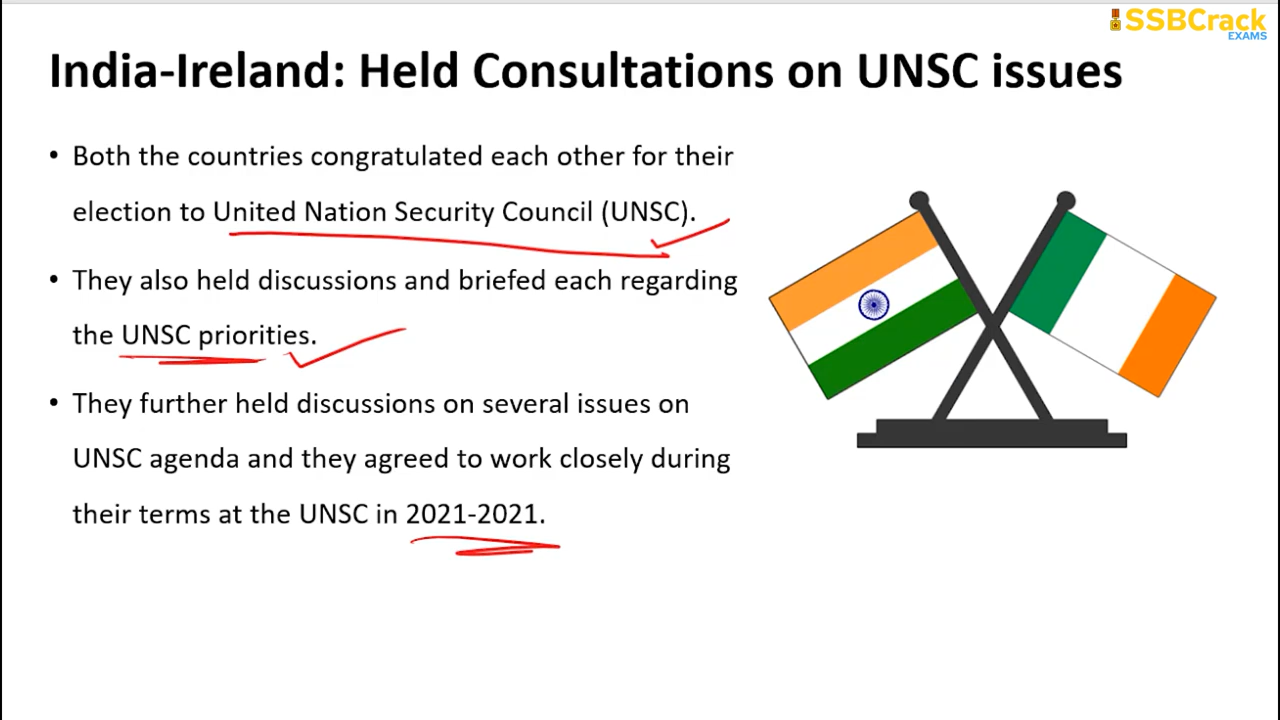 SSBCrack
EXAMS
India-Ireland: Held Consultations on UNSC issues
• Both the countries congratulated each other for their
election to United Nation Security Council (UNSC).
• They also held discussions and briefed each regarding
the UNSC priorities.
• They further held discussions on several issues on
UNSC agenda and they agreed to work closely during
their terms at the UNSC in 2021-2021.